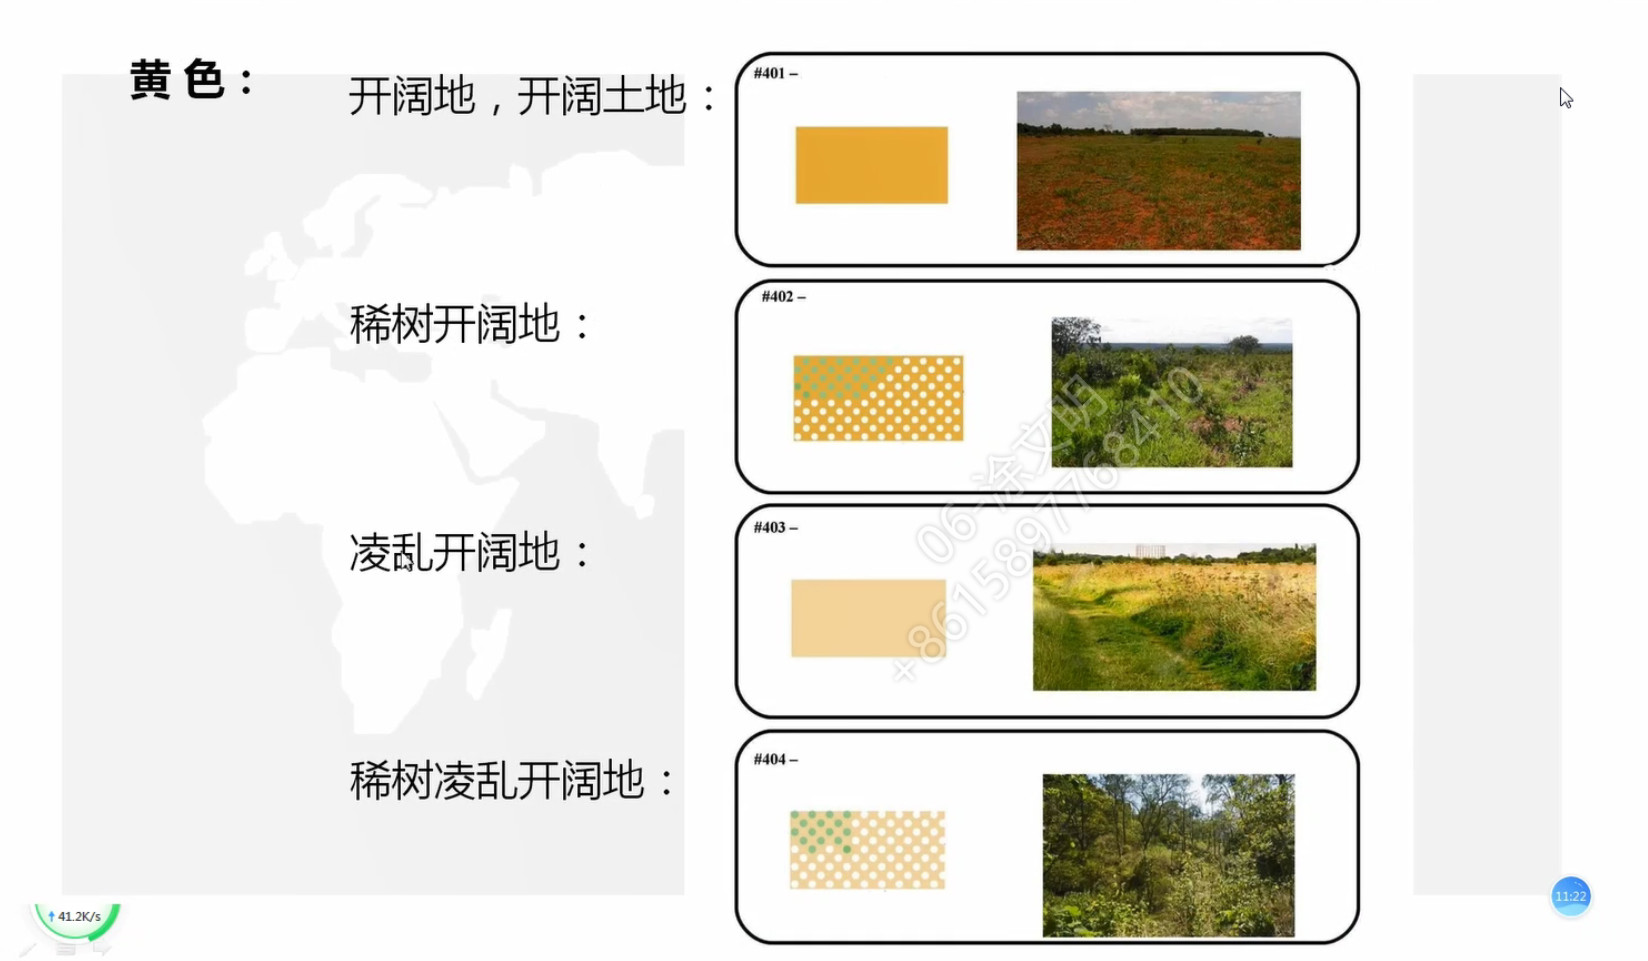 黄色：
开阔地，开阔土地：
#401 –
稀树开阔地：
#402 –
凌乱开阔地：
#403 –
稀树凌乱开阔地：
#404 –
06-涂文明
+8615897768410
41.2K/s
11:22